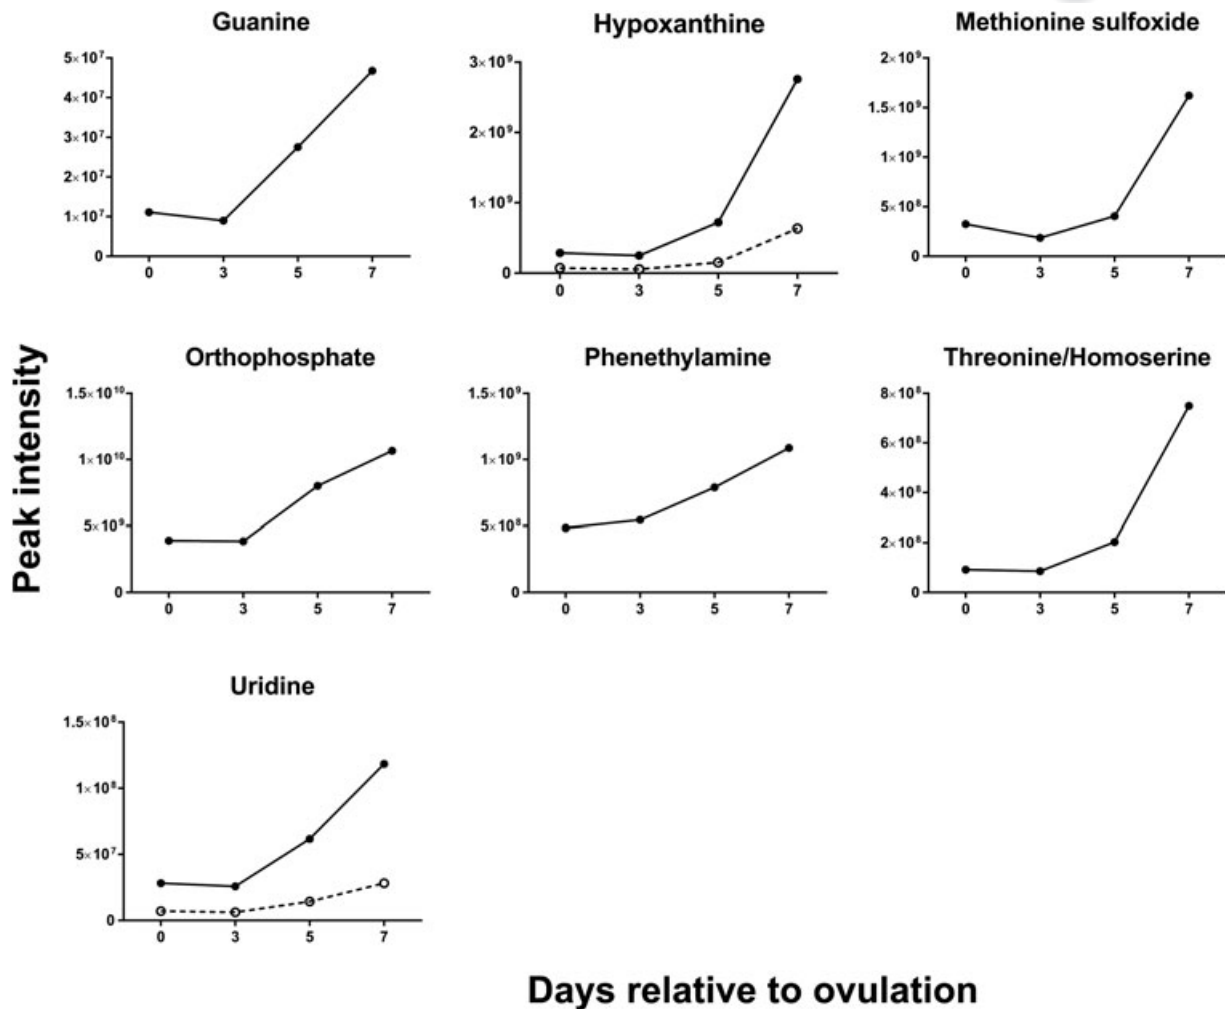 Guanine
5×10⁷
4×10⁷
3×10⁷
2×10⁷
1×10⁷
0
0 3 5 7
Hypoxanthine
3×10⁹
2×10⁹
1×10⁹
0
0 3 5 7
Methionine sulfoxide
2×10⁹
1.5×10⁹
1×10⁹
5×10⁸
0
0 3 5 7
Peak intensity
Orthophosphate
1.5×10¹⁰
1×10¹⁰
5×10⁹
0
0 3 5 7
Phenethylamine
1.5×10⁹
1×10⁹
5×10⁸
0
0 3 5 7
Threonine/Homoserine
8×10⁸
6×10⁸
4×10⁸
2×10⁸
0
0 3 5 7
Uridine
1.5×10⁸
1×10⁸
5×10⁷
0
0 3 5 7
Days relative to ovulation